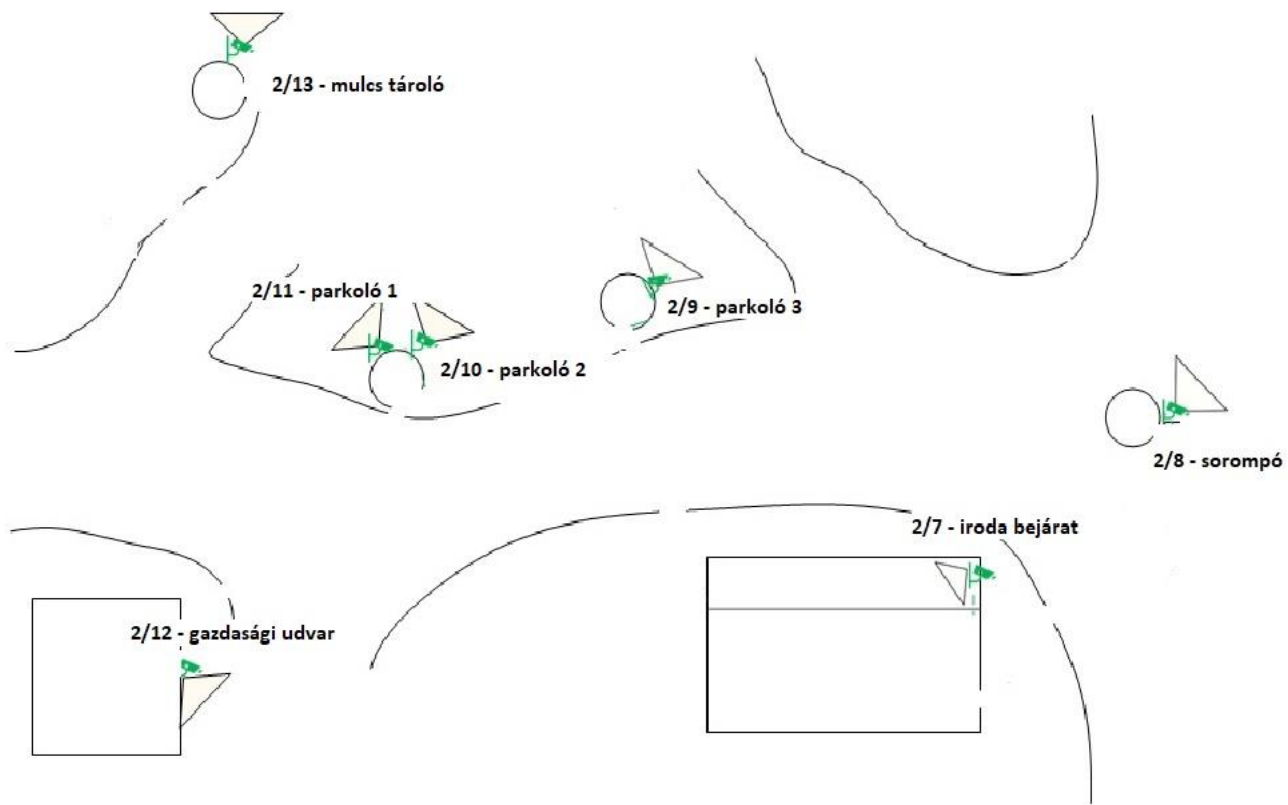 2/13 - mulcs tároló
2/11 - parkoló 1
2/9 - parkoló 3
2/10 - parkoló 2
2/8 - sorompó
2/7 - iroda bejárat
2/12 - gazdasági udvar